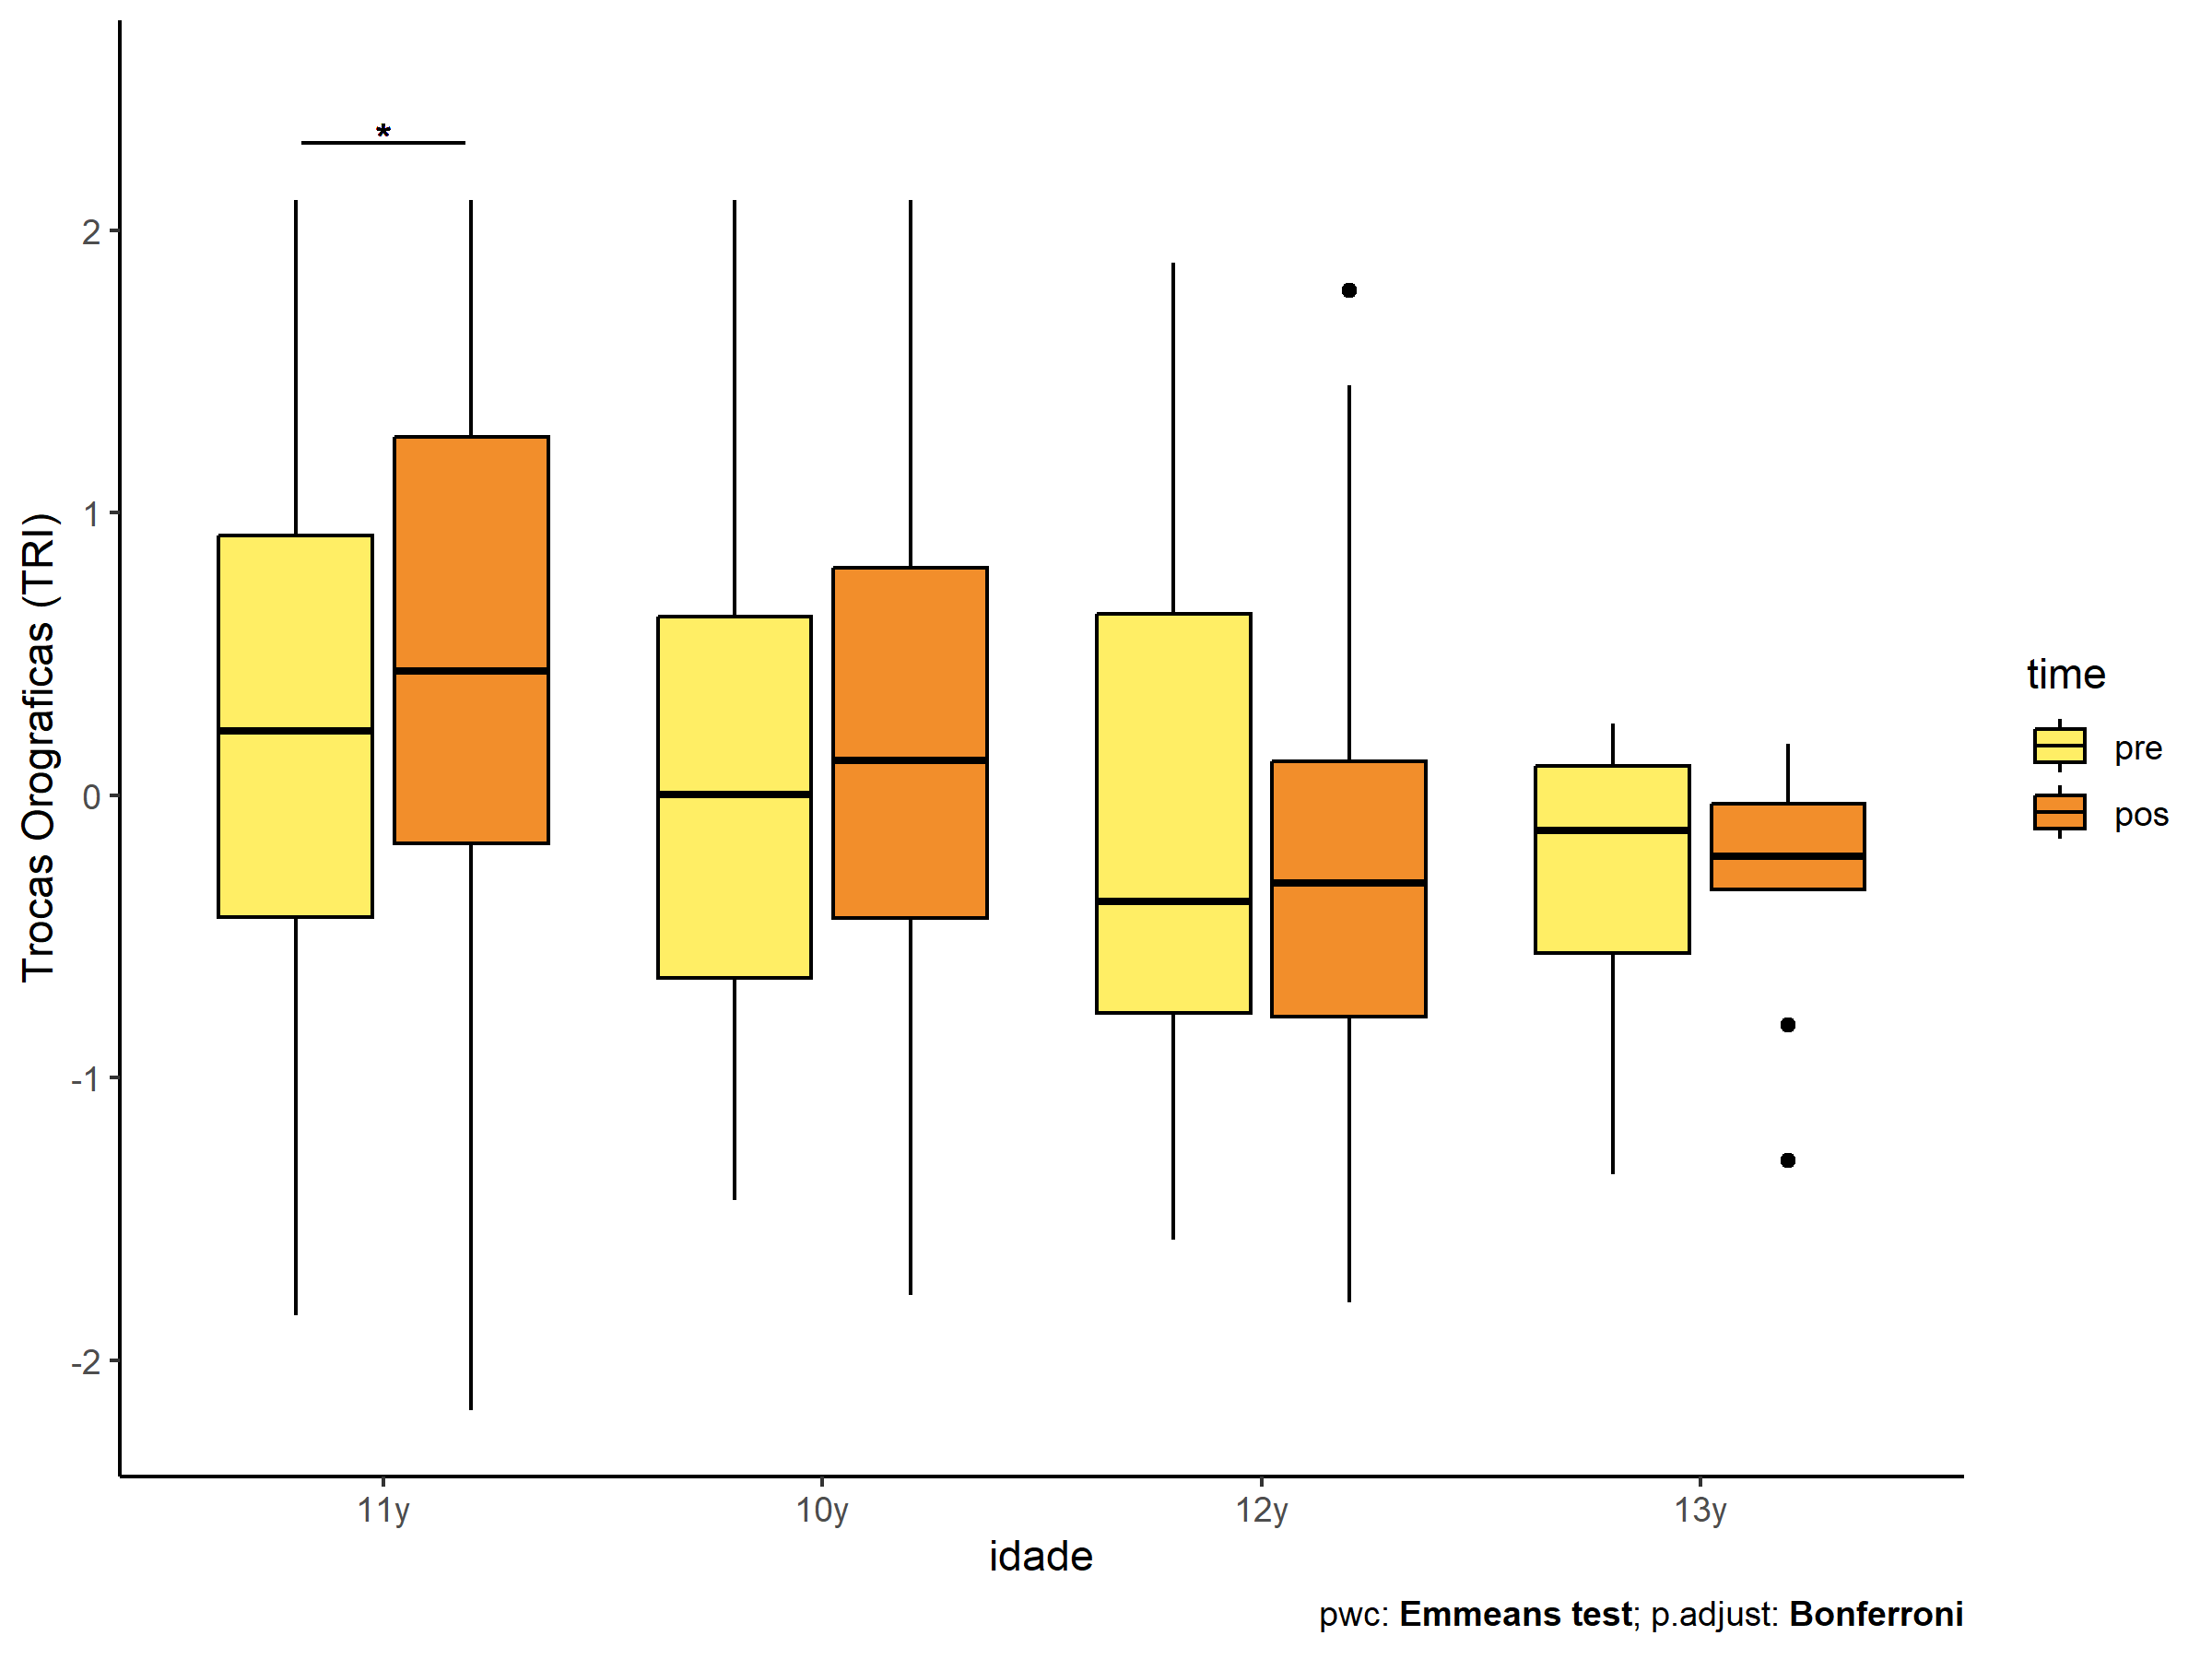 *
2
1
0
-1
-2
Trocas Orograficas (TRI)
11y
10y
12y
13y
idade
time
pre
pos
pwc: Emmeans test; p.adjust: Bonferroni